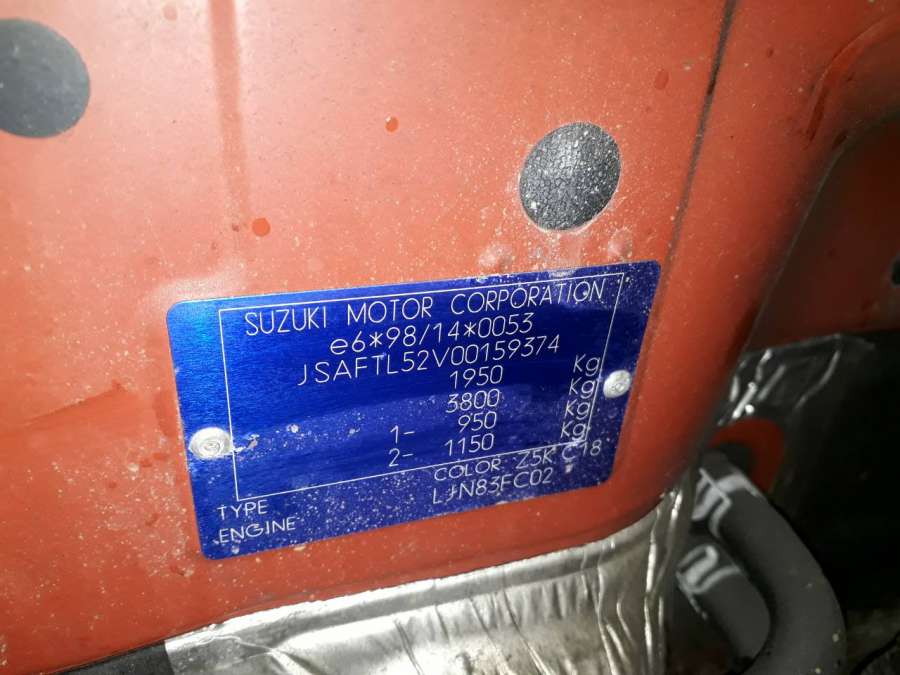 SUZUKI MOTOR CORPORATION
e6*98/14*0053
JSAFTL52V00159374
1950 Kg
3800 Kg
1- 950 Kg
2- 1150 Kg
COLOR: Z5K C18
TYPE LJN83FC02
ENGINE